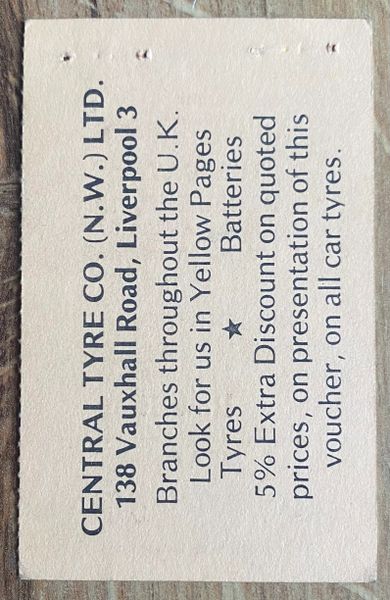 CENTRAL TYRE CO. (N.W.) LTD.
138 Vauxhall Road, Liverpool 3
Branches throughout the U.K.
Look for us in Yellow Pages
Tyres ★ Batteries
5% Extra Discount on quoted
prices, on presentation of this
voucher, on all car tyres.